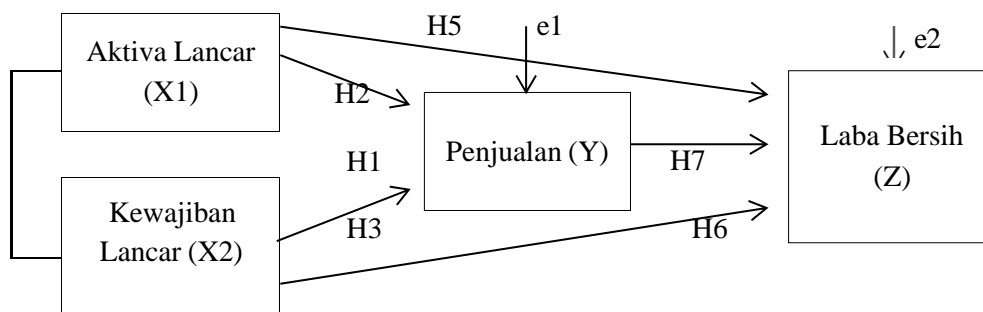 H5
e1
e2
Aktiva Lancar
(X1)
H2
Penjualan (Y)
Laba Bersih
(Z)
H1
H7
Kewajiban
Lancar (X2)
H3
H6